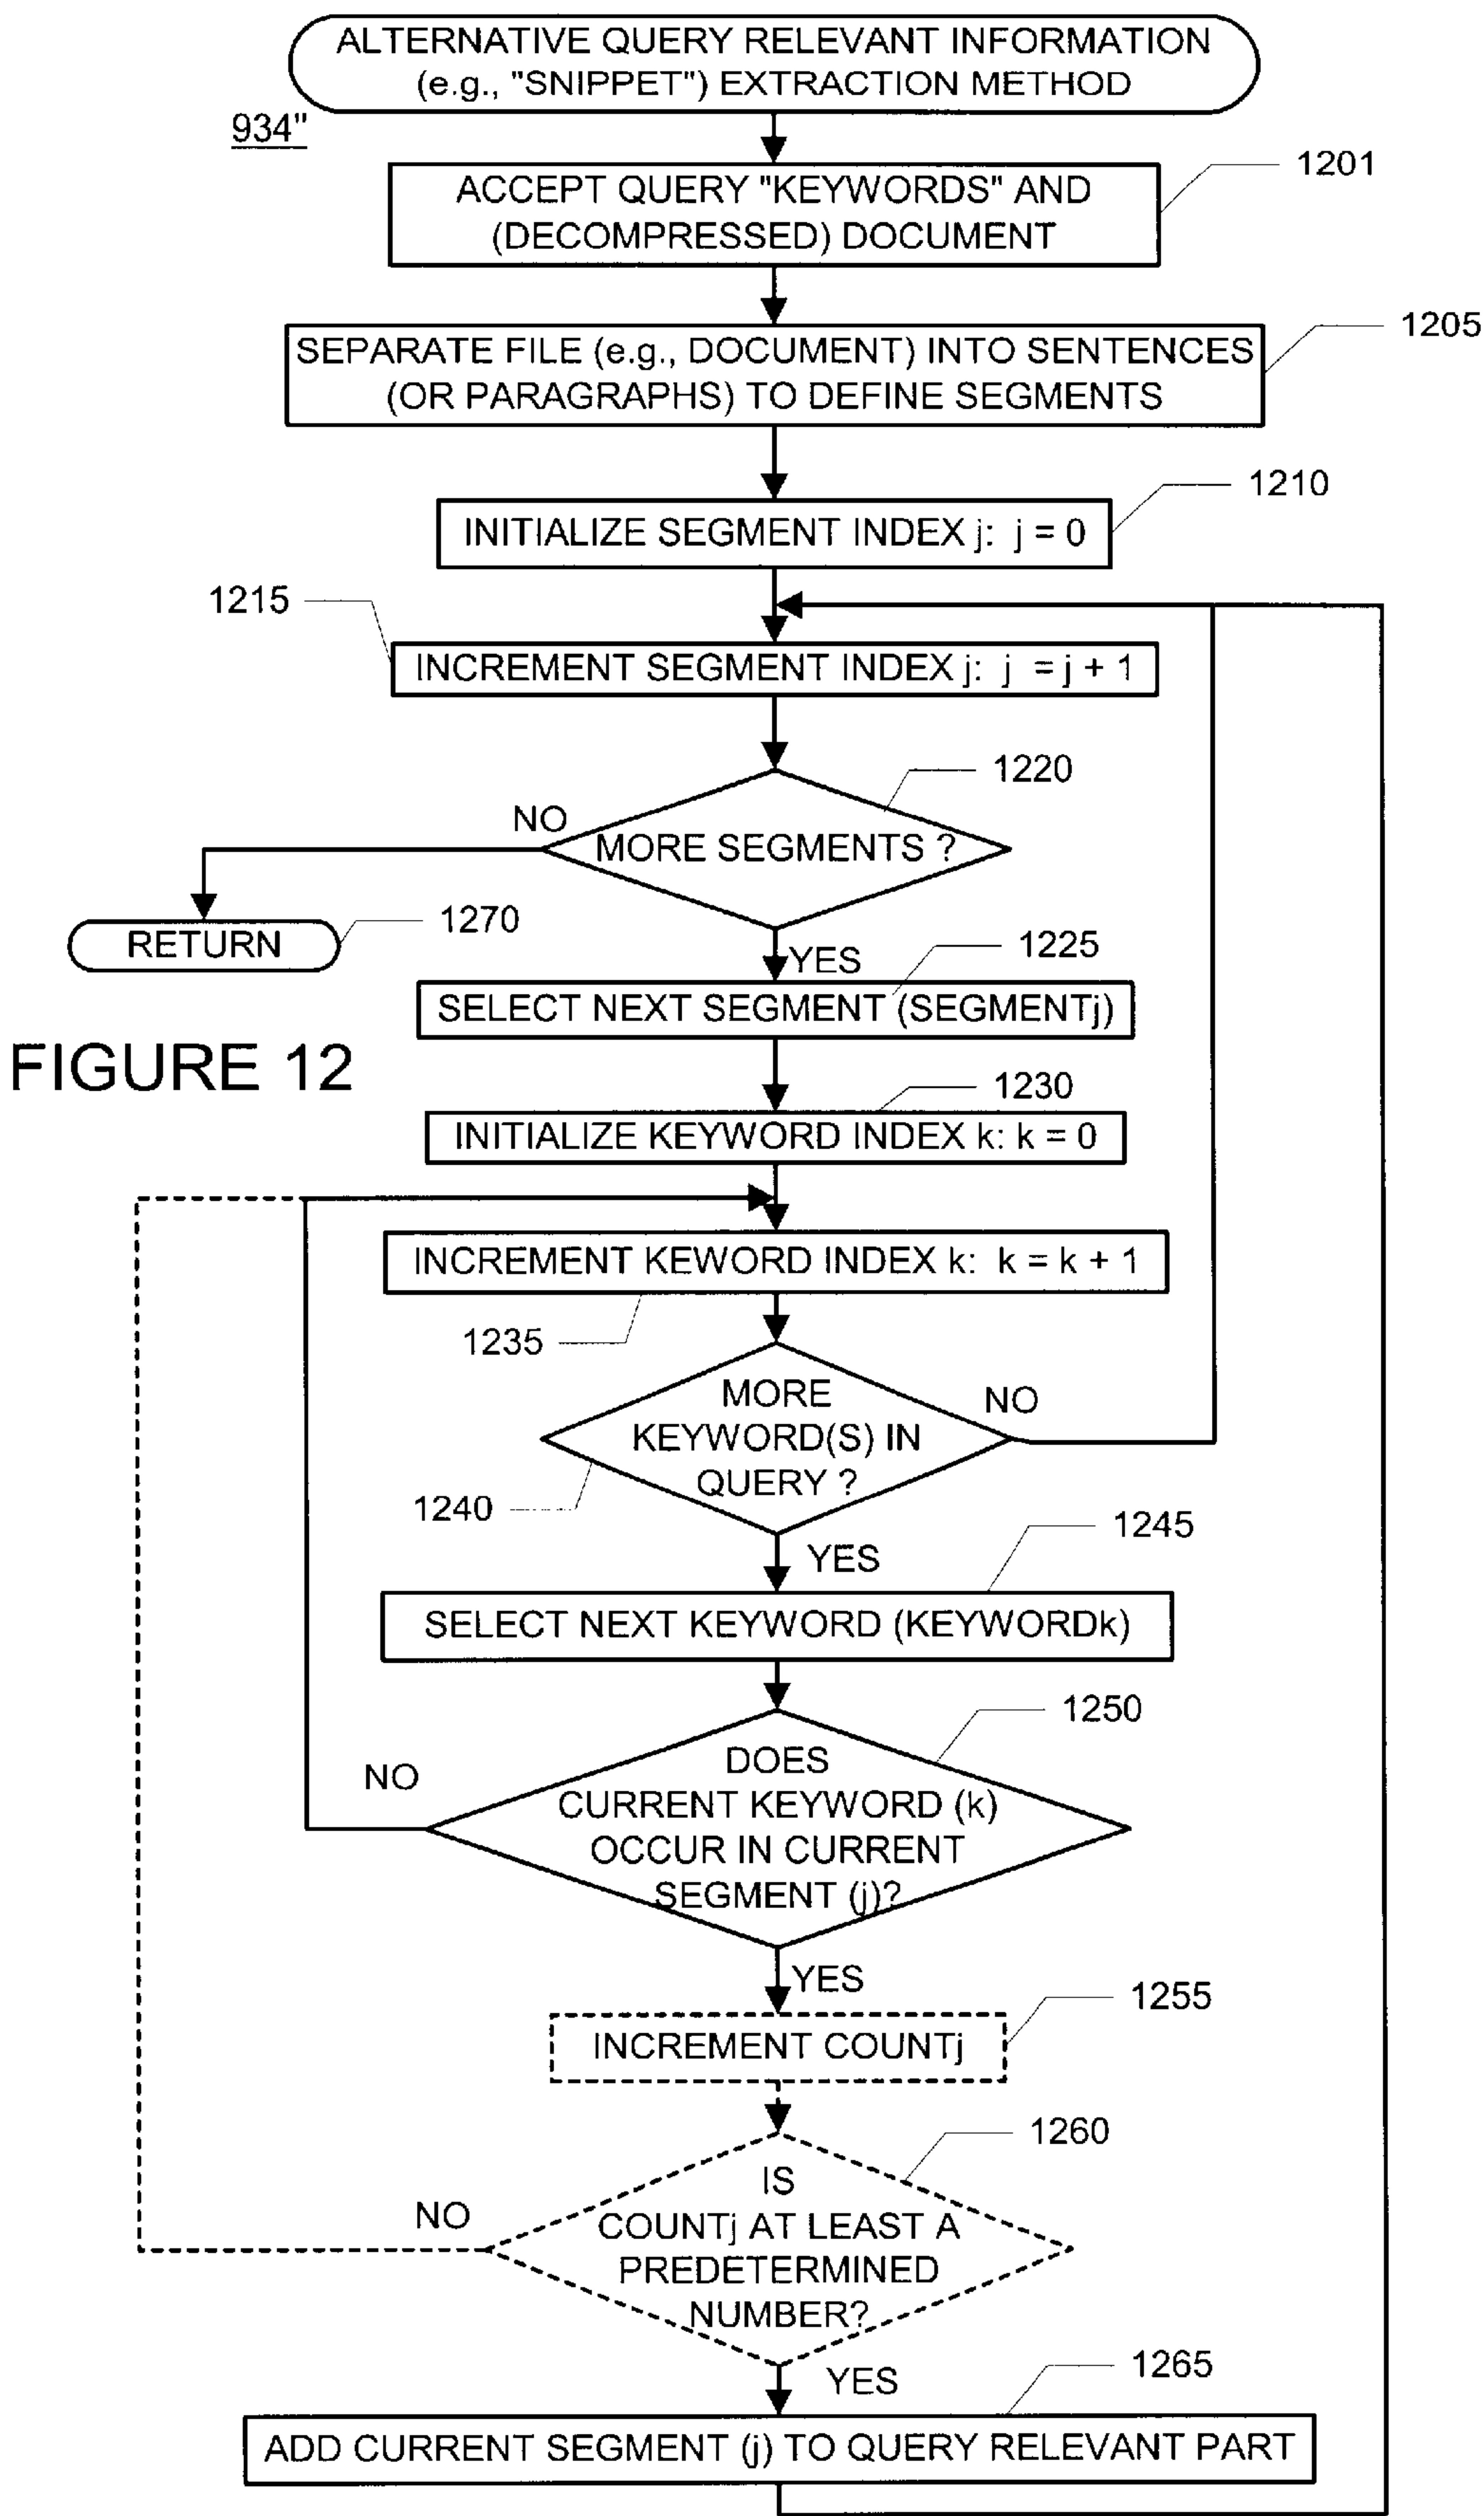 ALTERNATIVE QUERY RELEVANT INFORMATION
(e.g., "SNIPPET") EXTRACTION METHOD
934"
1201
ACCEPT QUERY "KEYWORDS" AND
(DECOMPRESSED) DOCUMENT
1205
SEPARATE FILE (e.g., DOCUMENT) INTO SENTENCES
(OR PARAGRAPHS) TO DEFINE SEGMENTS
1210
INITIALIZE SEGMENT INDEX j: j = 0
1215
INCREMENT SEGMENT INDEX j: j = j + 1
1220
NO
MORE SEGMENTS ?
1270
RETURN
YES
1225
SELECT NEXT SEGMENT (SEGMENTj)
FIGURE 12
1230
INITIALIZE KEYWORD INDEX k: k = 0
INCREMENT KEWORD INDEX k: k = k + 1
1235
MORE
KEYWORD(S) IN
QUERY ?
NO
1240
YES
1245
SELECT NEXT KEYWORD (KEYWORDk)
1250
NO
DOES
CURRENT KEYWORD (k)
OCCUR IN CURRENT
SEGMENT (j)?
YES
1255
INCREMENT COUNTj
1260
NO
IS
COUNTj AT LEAST A
PREDETERMINED
NUMBER?
YES
1265
ADD CURRENT SEGMENT (j) TO QUERY RELEVANT PART